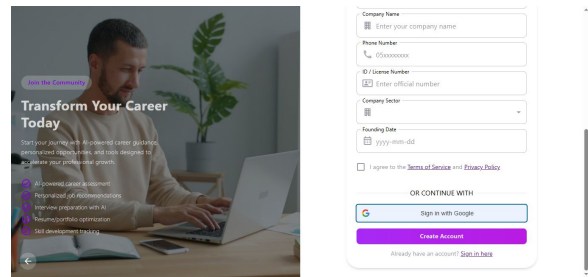 Join the Community
Transform Your Career
Today
Start your journey with AI-powered career guidance,
personalized opportunities, and tools designed to
accelerate your professional growth.
AI-powered career assessment
Personalized job recommendations
Interview preparation with AI
Resume/portfolio optimization
Skill development tracking
Company Name
Enter your company name
Phone Number
05xxxxxxxx
ID / License Number
Enter official number
Company Sector
Founding Date
yyyy-mm-dd
I agree to the Terms of Service and Privacy Policy
OR CONTINUE WITH
Sign in with Google
Create Account
Already have an account? Sign in here